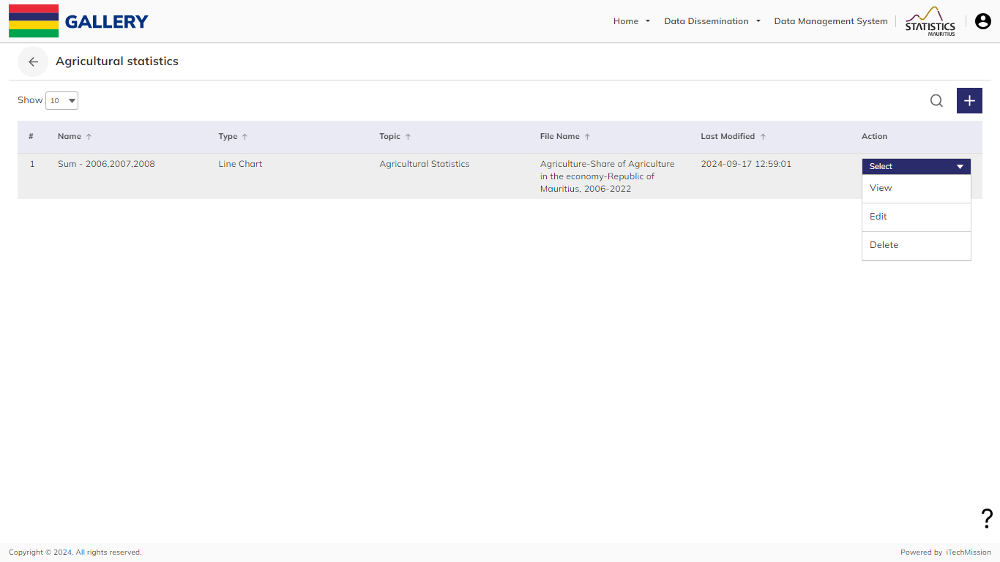 GALLERY
Home
Data Dissemination
Data Management System
STATISTICS
MAURITIUS
Agricultural statistics
Show 10
+
# Name ↑ Type ↑ Topic ↑ File Name ↑ Last Modified ↑ Action
1 Sum - 2006,2007,2008 Line Chart Agricultural Statistics Agriculture-Share of Agriculture 2024-09-17 12:59:01 Select
in the economy-Republic of
Mauritius, 2006-2022
View
Edit
Delete
?
Copyright © 2024. All rights reserved.
Powered by iTechMission